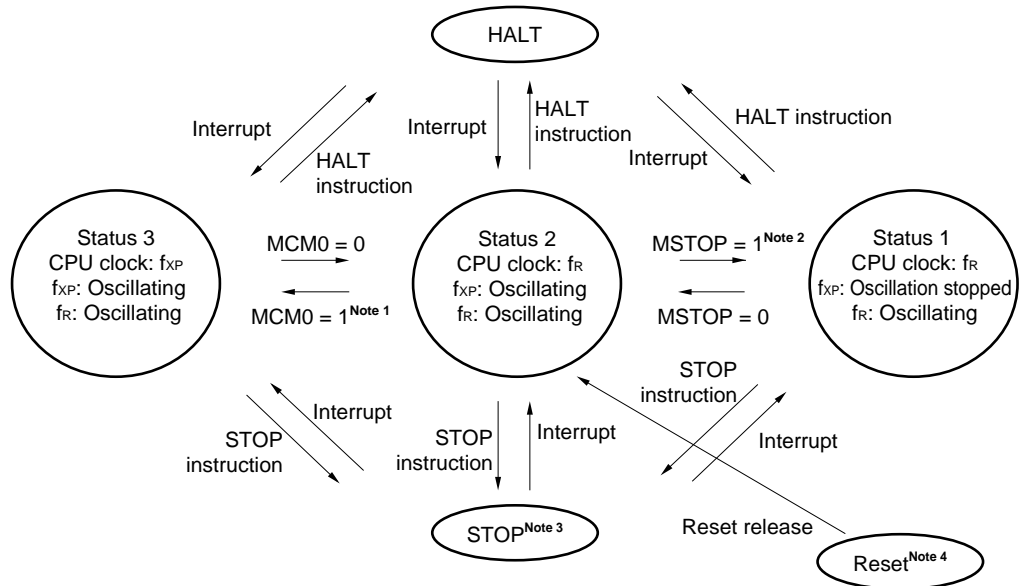 HALT
Interrupt
HALT
instruction
Interrupt
HALT
instruction
HALT instruction
Interrupt
Status 3
CPU clock: fXP
fXP: Oscillating
fR: Oscillating
MCM0 = 0
MCM0 = 1Note 1
Status 2
CPU clock: fR
fXP: Oscillating
fR: Oscillating
MSTOP = 1Note 2
MSTOP = 0
Status 1
CPU clock: fR
fXP: Oscillation stopped
fR: Oscillating
STOP
instruction
Interrupt
STOP
instruction
Interrupt
STOP
instruction
Interrupt
STOPNote 3
Reset release
ResetNote 4